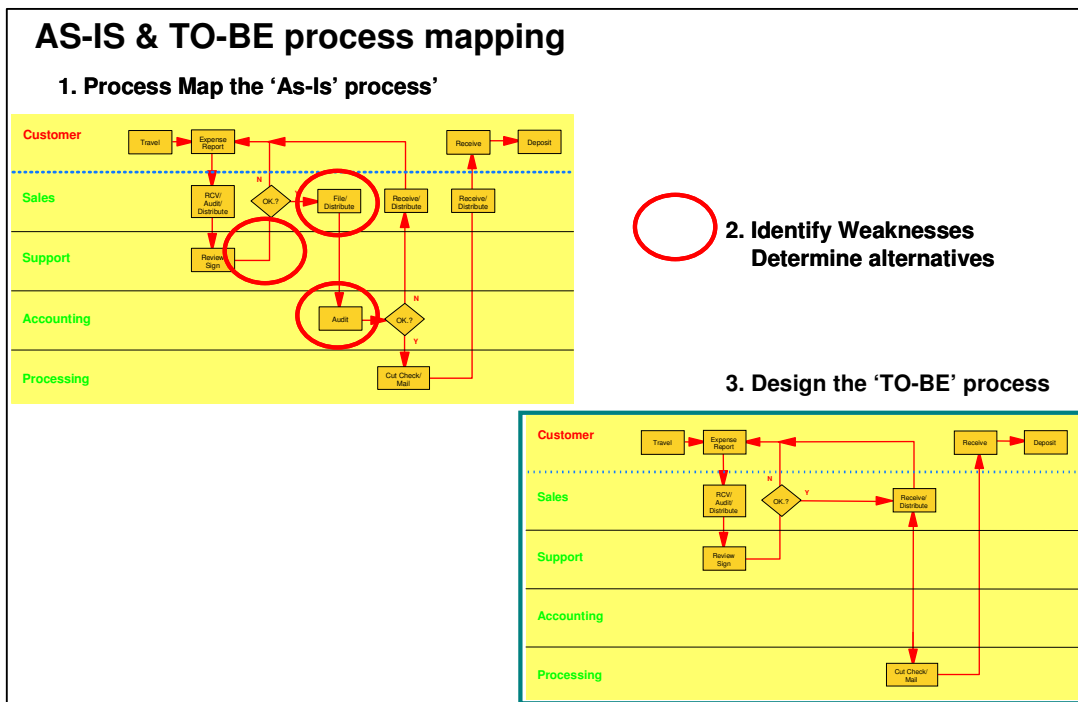 AS-IS & TO-BE process mapping
1. Process Map the ‘As-Is’ process’
Customer
Travel
Expense
Report
Receive
Deposit
N
Sales
RCV/
Audit/
Distribute
OK.?
Y
File/
Distribute
Receive/
Distribute
Receive/
Distribute
Support
Review
Sign
Accounting
Audit
N
OK.?
Y
Processing
Cut Check/
Mail
2. Identify Weaknesses
Determine alternatives
3. Design the ‘TO-BE’ process
Customer
Travel
Expense
Report
Receive
Deposit
N
Sales
RCV/
Audit/
Distribute
OK.?
Y
Receive/
Distribute
Support
Review
Sign
Accounting
Processing
Cut Check/
Mail